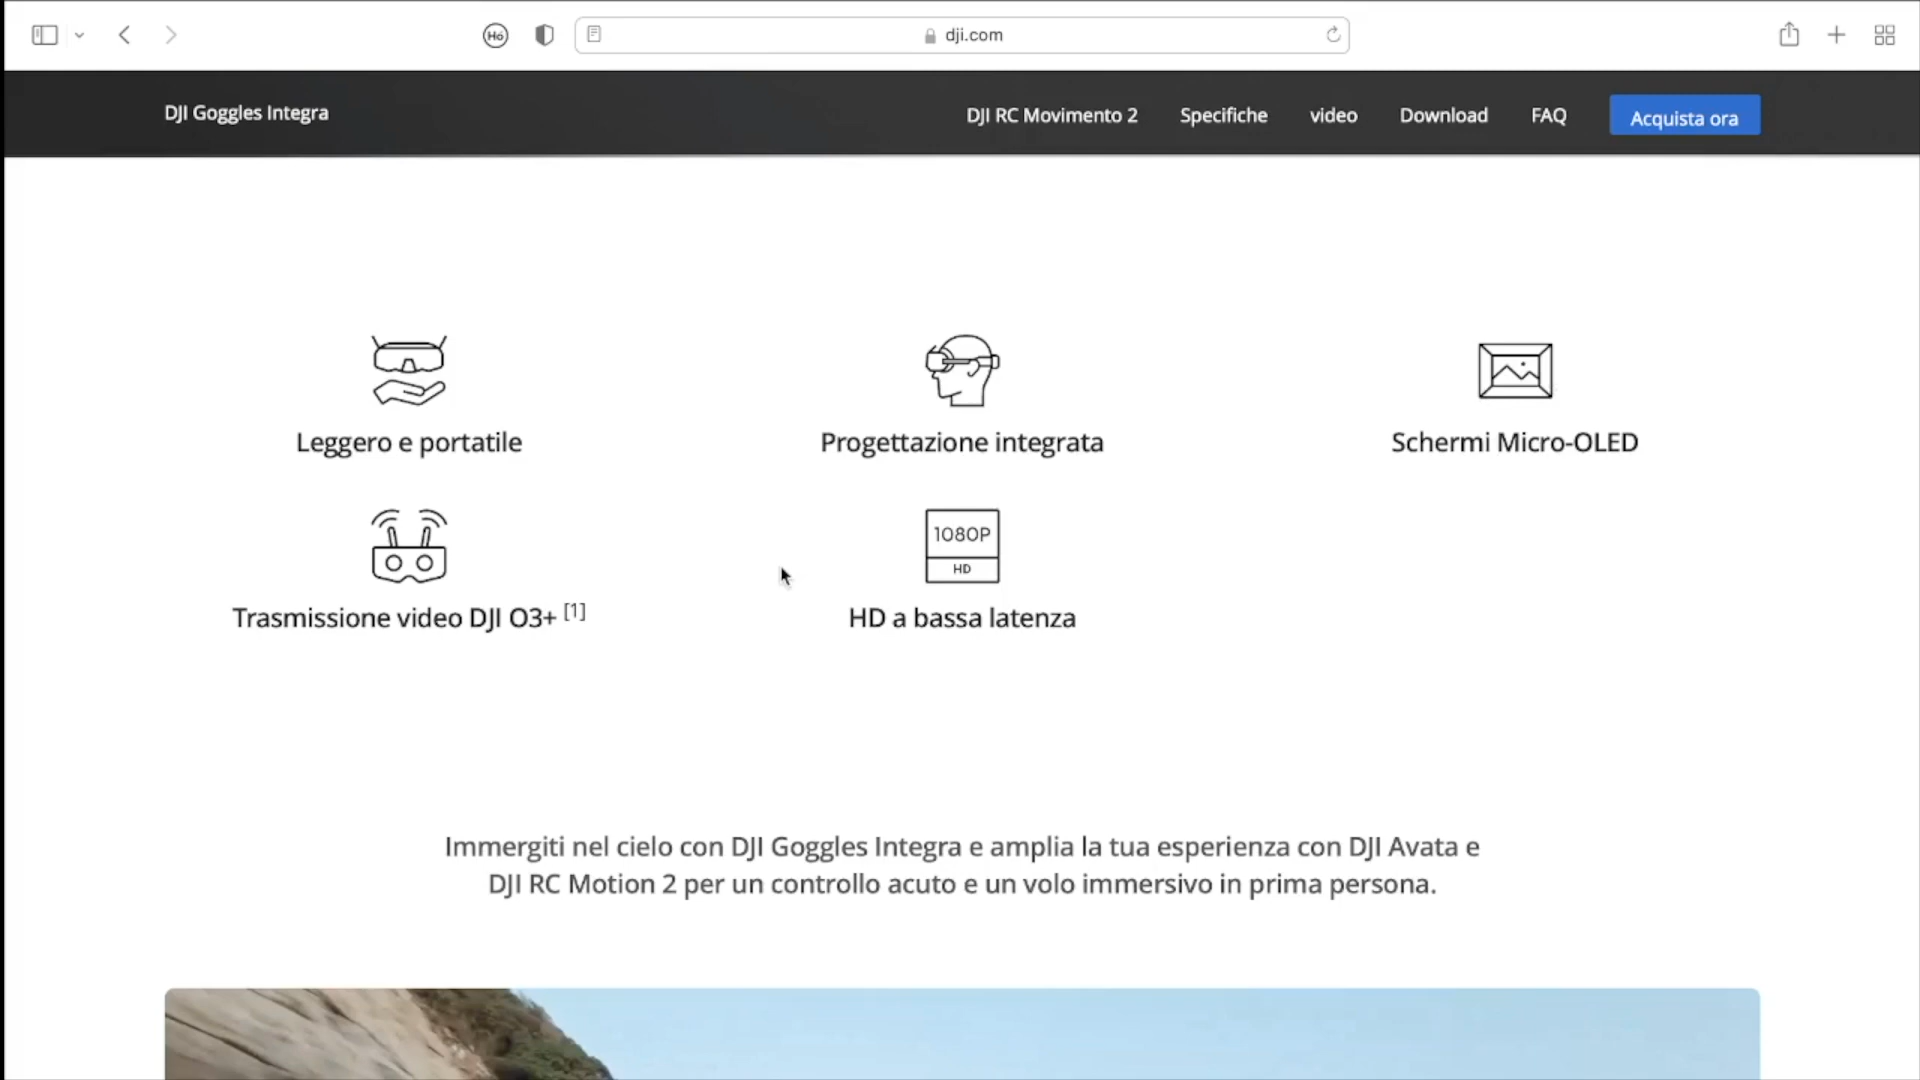 Hó
dji.com
DJI Goggles Integra
DJI RC Movimento 2
Specifiche
video
Download
FAQ
Acquista ora
Leggero e portatile
Progettazione integrata
Schermi Micro-OLED
1080P
HD
Trasmissione video DJI O3+ [1]
HD a bassa latenza
Immergiti nel cielo con DJI Goggles Integra e amplia la tua esperienza con DJI Avata e
DJI RC Motion 2 per un controllo acuto e un volo immersivo in prima persona.